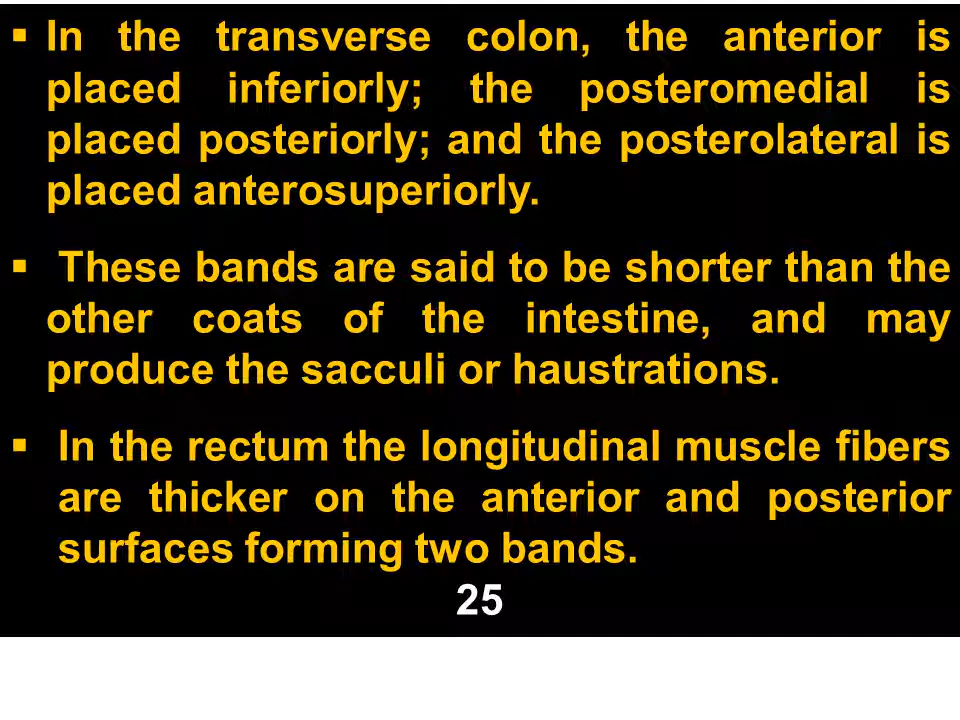 ▪ In the transverse colon, the anterior is
placed inferiorly; the posteromedial is
placed posteriorly; and the posterolateral is
placed anterosuperiorly.
▪ These bands are said to be shorter than the
other coats of the intestine, and may
produce the sacculi or haustrations.
▪ In the rectum the longitudinal muscle fibers
are thicker on the anterior and posterior
surfaces forming two bands.
25